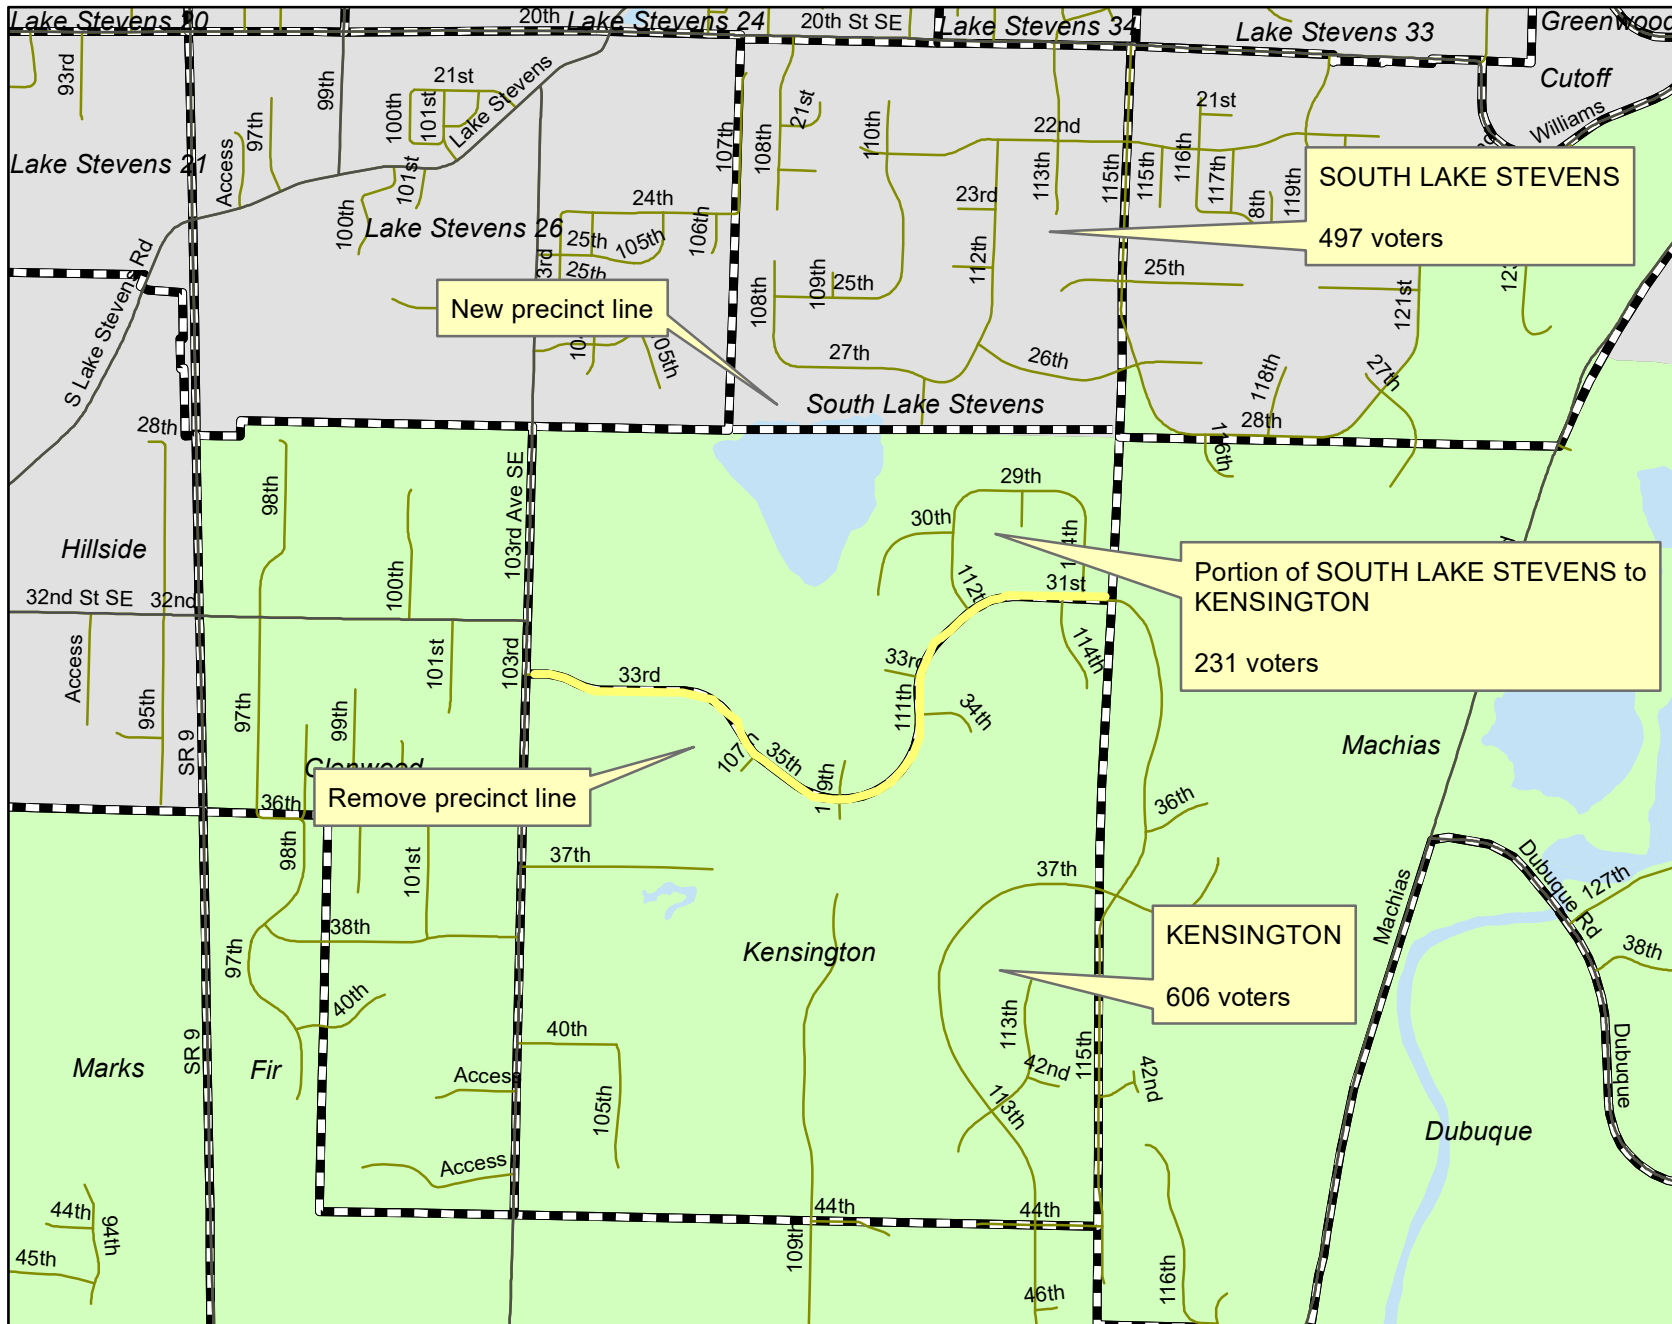 Lake Stevens 20
20th
Lake Stevens 24
20th St SE
Lake Stevens 34
Lake Stevens 33
Greenwood
Cutoff
Williams
93rd
99th
21st
100th
101st
Lake Stevens
97th
Access
Lake Stevens 21
101st
100th
Lake Stevens 26
24th
25th
105th
106th
107th
108th
21st
110th
22nd
23rd
113th
112th
115th
115th
116th
21st
117th
8th
119th
SOUTH LAKE STEVENS
497 voters
S Lake Stevens Rd
3rd
25th
New precinct line
105th
108th
109th
25th
25th
121st
27th
26th
118th
27th
South Lake Stevens
28th
28th
116th
98th
103rd Ave SE
29th
30th
Hillside
100th
112th
31st
Portion of SOUTH LAKE STEVENS to
KENSINGTON
231 voters
32nd St SE
32nd
Access
101st
103rd
33rd
33rd
114th
95th
97th
99th
111th
34th
SR 9
107
35th
Machias
Glenwood
Remove precinct line
109th
36th
36th
98th
101st
37th
37th
Dubuque Rd
127th
Machias
38th
97th
Kensington
KENSINGTON
606 voters
38th
40th
40th
113th
SR 9
Marks
Fir
Access
105th
42nd
115th
42nd
113th
Dubuque
Dubuque
Access
44th
94th
44th
44th
109th
45th
46th
116th